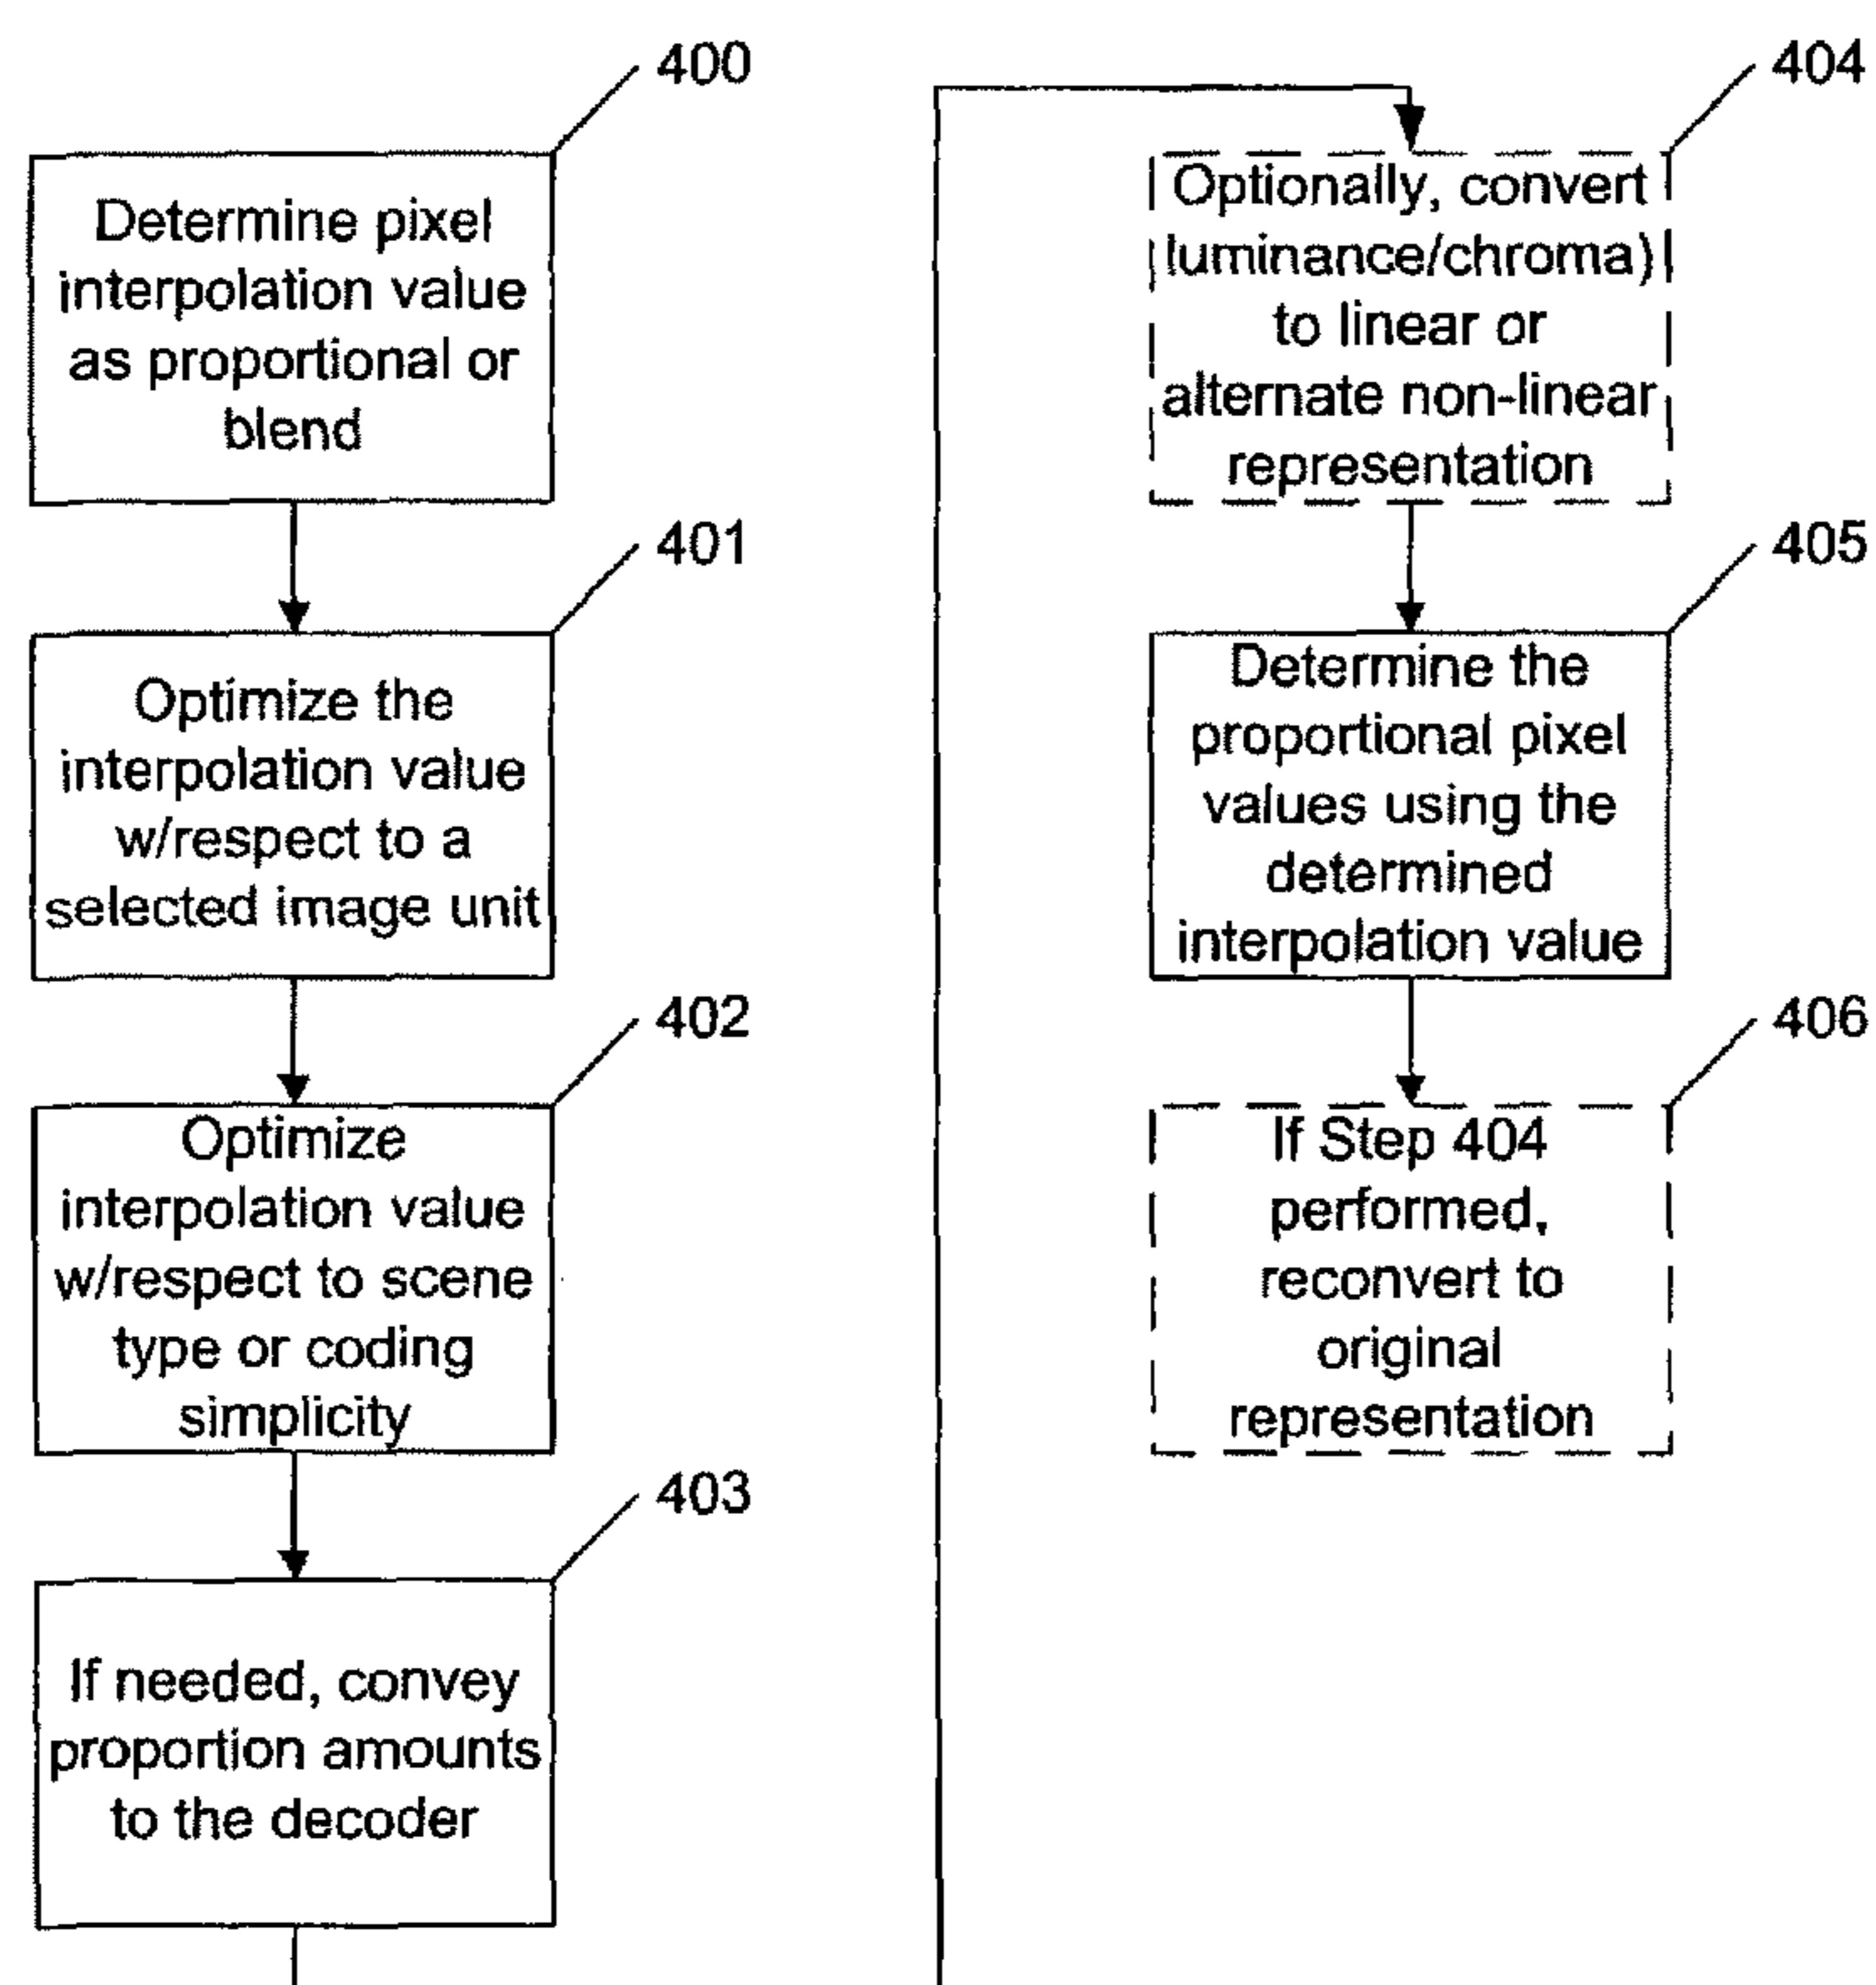 400
Determine pixel
interpolation value
as proportional or
blend
401
Optimize the
interpolation value
w/respect to a
selected image unit
402
Optimize
interpolation value
w/respect to scene
type or coding
simplicity
403
If needed, convey
proportion amounts
to the decoder
404
Optionally, convert
luminance/chroma)
to linear or
alternate non-linear
representation
405
Determine the
proportional pixel
values using the
determined
interpolation value
406
If Step 404
performed,
reconvert to
original
representation